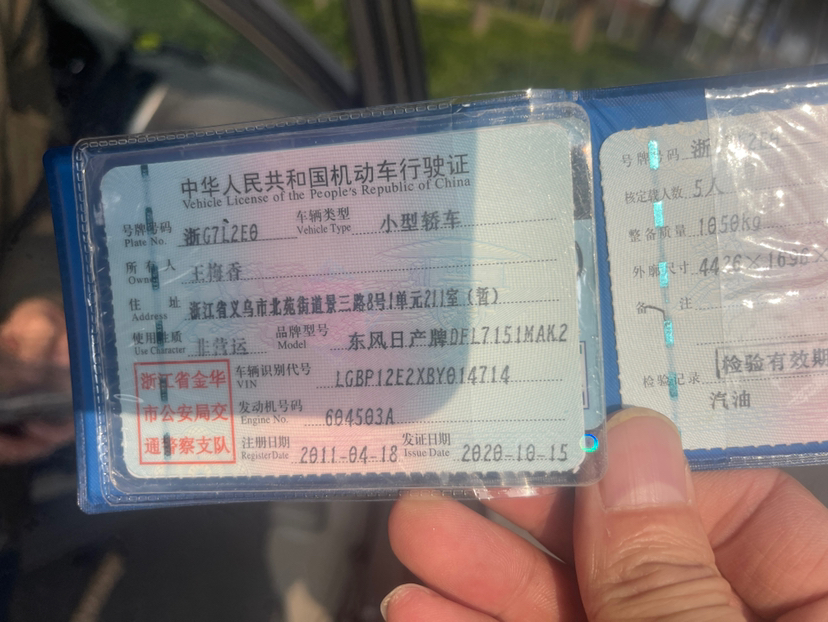 中华人民共和国机动车行驶证
Vehicle License of the People's Republic of China
号牌号码 浙G7L2E0 车辆类型 小型轿车
Plate No. Vehicle Type
所有人 王梅香
Owner
住址 浙江省义乌市北苑街道景三路8号1单元211室（暂）
Address
使用性质 非营运 品牌型号 东风日产牌DFL7151MAK2
Use Character Model
浙江省金华
市公安局交
通警察支队
车辆识别代号 LGBP12E2XBY014714
VIN
发动机号码 604503A
Engine No.
注册日期 2011-04-18 发证日期 2020-10-15
Register Date Issue Date
号牌号码 浙
核定载人数 5人
整备质量 1050kg
外廓尺寸
备注
检验记录 检验有效期
汽油